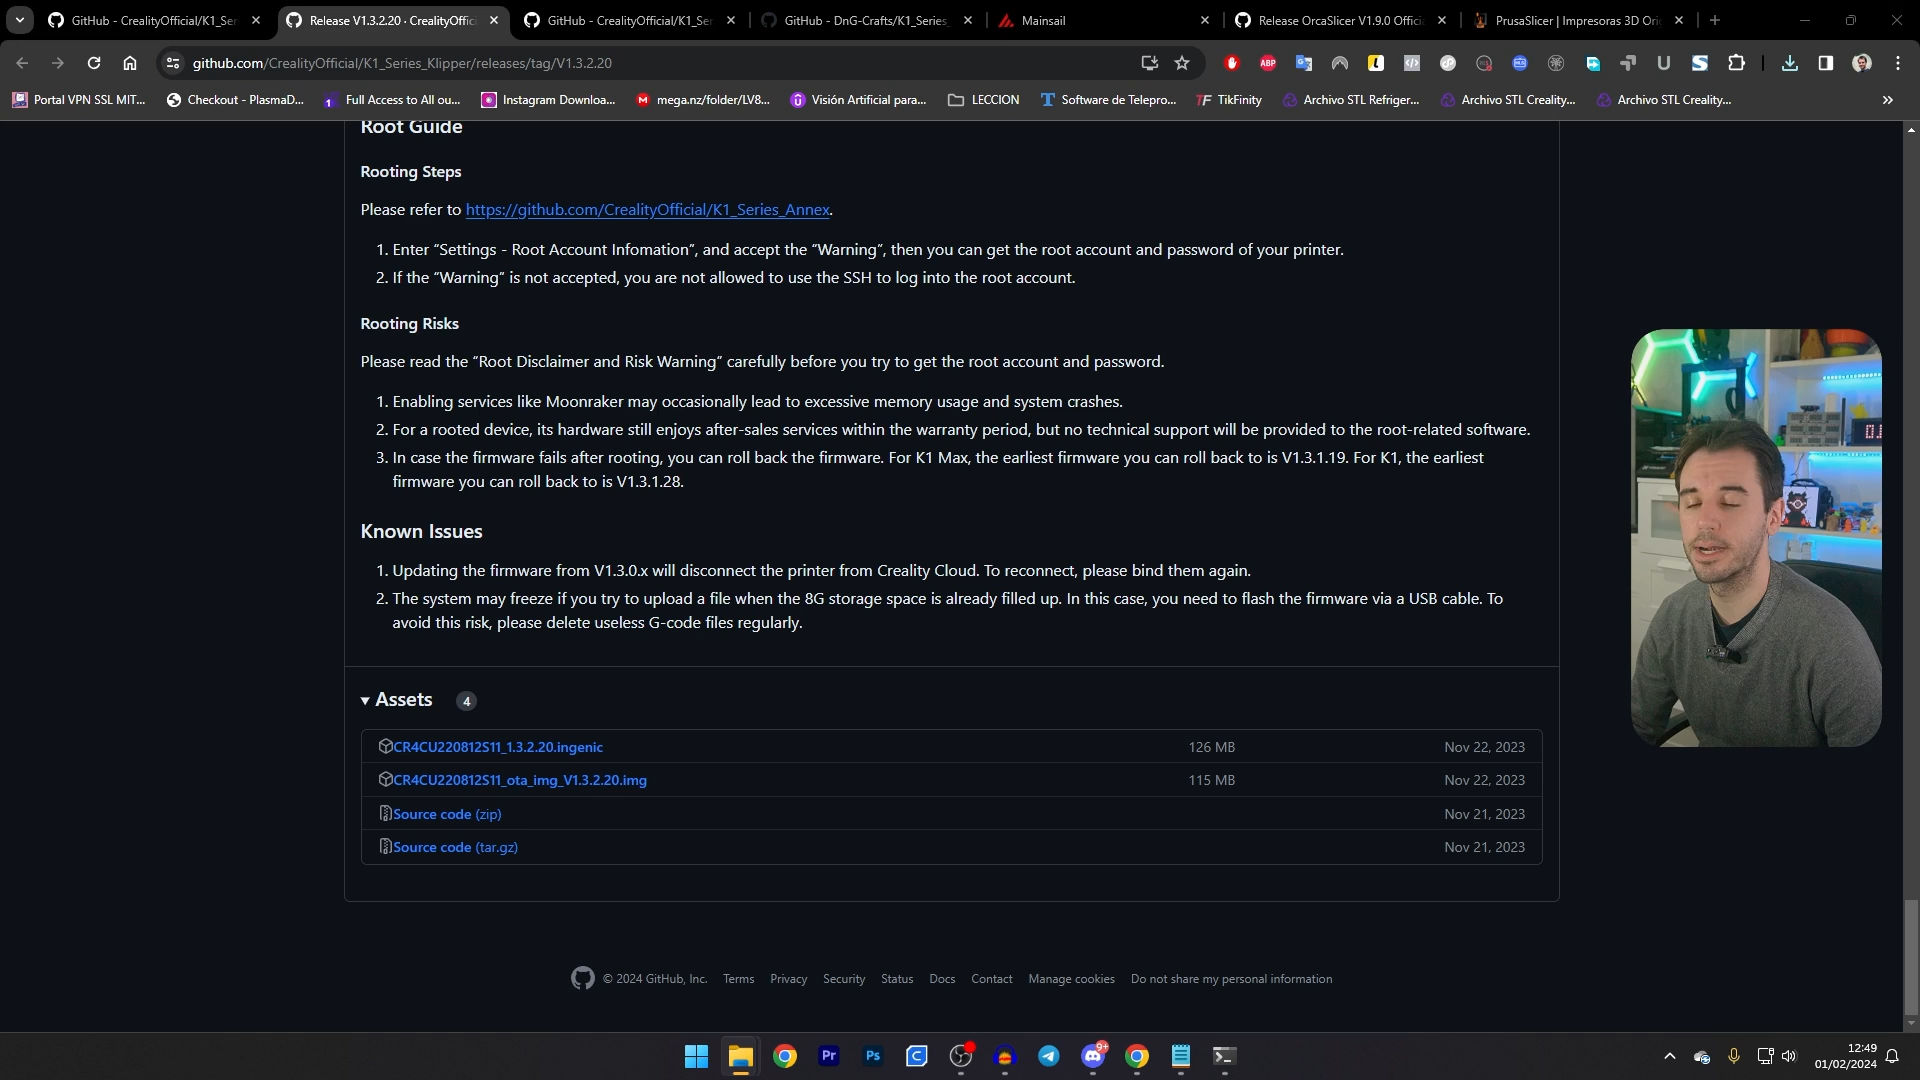 GitHub - CrealityOfficial/K1_Ser
Release V1.3.2.20 · CrealityOffic
GitHub - CrealityOfficial/K1_Ser
GitHub - DnG-Crafts/K1_Series_
Mainsail
Release OrcaSlicer V1.9.0 Offici
PrusaSlicer | Impresoras 3D Ori
github.com/CrealityOfficial/K1_Series_Klipper/releases/tag/V1.3.2.20
Portal VPN SSL MIT...
Checkout - PlasmaD...
Full Access to All ou...
Instagram Downloa...
mega.nz/folder/LV8...
Visión Artificial para...
LECCION
Software de Telepro...
TikFinity
Archivo STL Refriger...
Archivo STL Creality...
Archivo STL Creality...
Root Guide
Rooting Steps
Please refer to https://github.com/CrealityOfficial/K1_Series_Annex.
1. Enter “Settings - Root Account Infomation”, and accept the “Warning”, then you can get the root account and password of your printer.
2. If the “Warning” is not accepted, you are not allowed to use the SSH to log into the root account.
Rooting Risks
Please read the “Root Disclaimer and Risk Warning” carefully before you try to get the root account and password.
1. Enabling services like Moonraker may occasionally lead to excessive memory usage and system crashes.
2. For a rooted device, its hardware still enjoys after-sales services within the warranty period, but no technical support will be provided to the root-related software.
3. In case the firmware fails after rooting, you can roll back the firmware. For K1 Max, the earliest firmware you can roll back to is V1.3.1.19. For K1, the earliest
firmware you can roll back to is V1.3.1.28.
Known Issues
1. Updating the firmware from V1.3.0.x will disconnect the printer from Creality Cloud. To reconnect, please bind them again.
2. The system may freeze if you try to upload a file when the 8G storage space is already filled up. In this case, you need to flash the firmware via a USB cable. To
avoid this risk, please delete useless G-code files regularly.
Assets 4
CR4CU220812S11_1.3.2.20.ingenic 126 MB Nov 22, 2023
CR4CU220812S11_ota_img_V1.3.2.20.img 115 MB Nov 22, 2023
Source code (zip) Nov 21, 2023
Source code (tar.gz) Nov 21, 2023
© 2024 GitHub, Inc. Terms Privacy Security Status Docs Contact Manage cookies Do not share my personal information
Pr
Ps
9+
12:49
01/02/2024